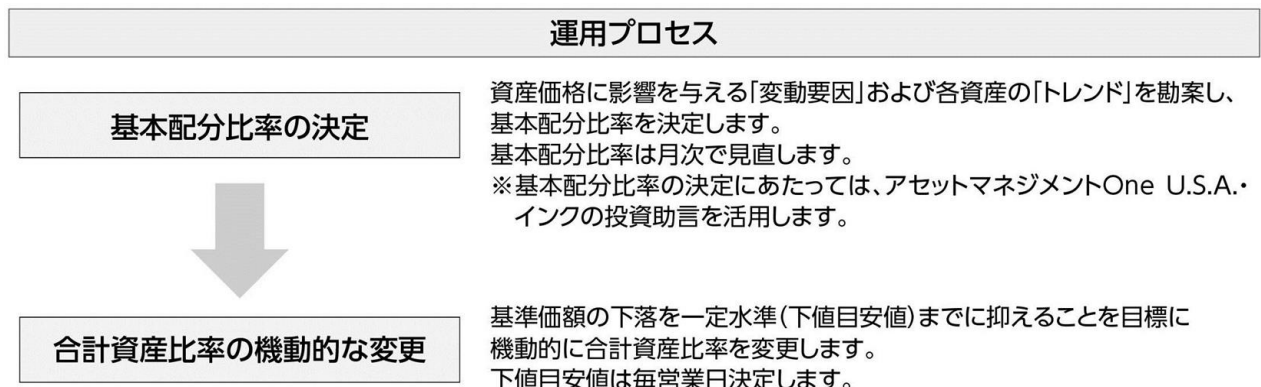 運用プロセス
基本配分比率の決定
資産価格に影響を与える「変動要因」および各資産の「トレンド」を勘案し、
基本配分比率を決定します。
基本配分比率は月次で見直します。
※基本配分比率の決定にあたっては、アセットマネジメントOne U.S.A.・
インクの投資助言を活用します。
合計資産比率の機動的な変更
基準価額の下落を一定水準(下値目安値)までに抑えることを目標に
機動的に合計資産比率を変更します。
下値目安値は毎営業日決定します。